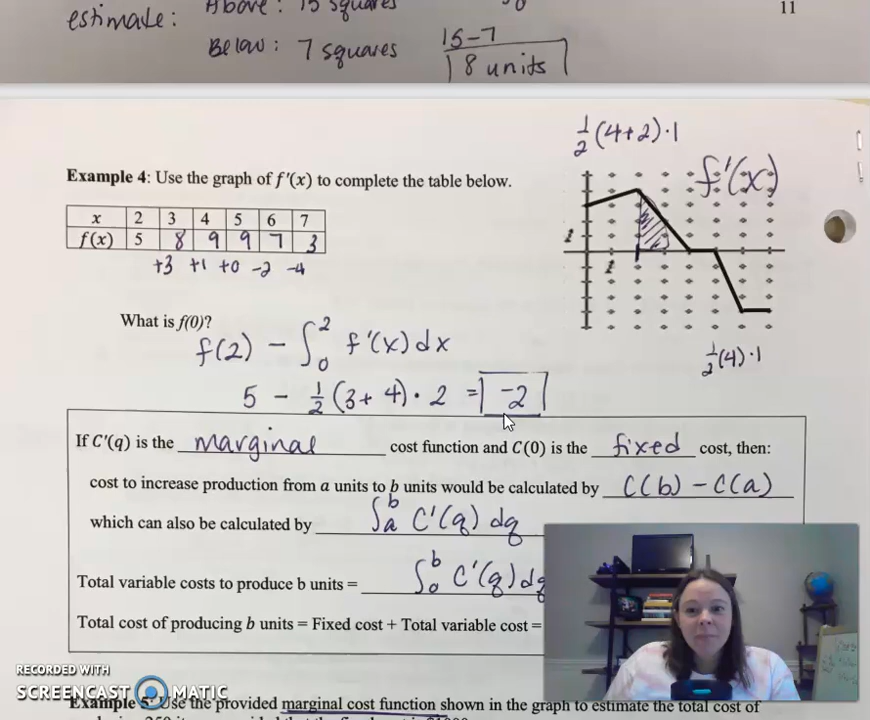 Above: 15 squares
estimate:
Below: 7 squares
15-7
8 units
11
½(4+2)·1
Example 4: Use the graph of f'(x) to complete the table below.
f'(x)
x 2 3 4 5 6 7
f(x) 5 8 9 9 7 3
+3 +1 +0 -2 -4
1
1
What is f(0)?
f(2) - ∫₀² f'(x) dx
½(4)·1
5 - ½(3+4)·2 = -2
If C'(q) is the marginal cost function and C(0) is the fixed cost, then:
cost to increase production from a units to b units would be calculated by C(b) - C(a)
which can also be calculated by ∫ₐᵇ C'(q) dq
Total variable costs to produce b units = ∫₀ᵇ C'(q) dq
Total cost of producing b units = Fixed cost + Total variable cost =
RECORDED WITH
SCREENCAST MATIC
Example 5: Use the provided marginal cost function shown in the graph to estimate the total cost of